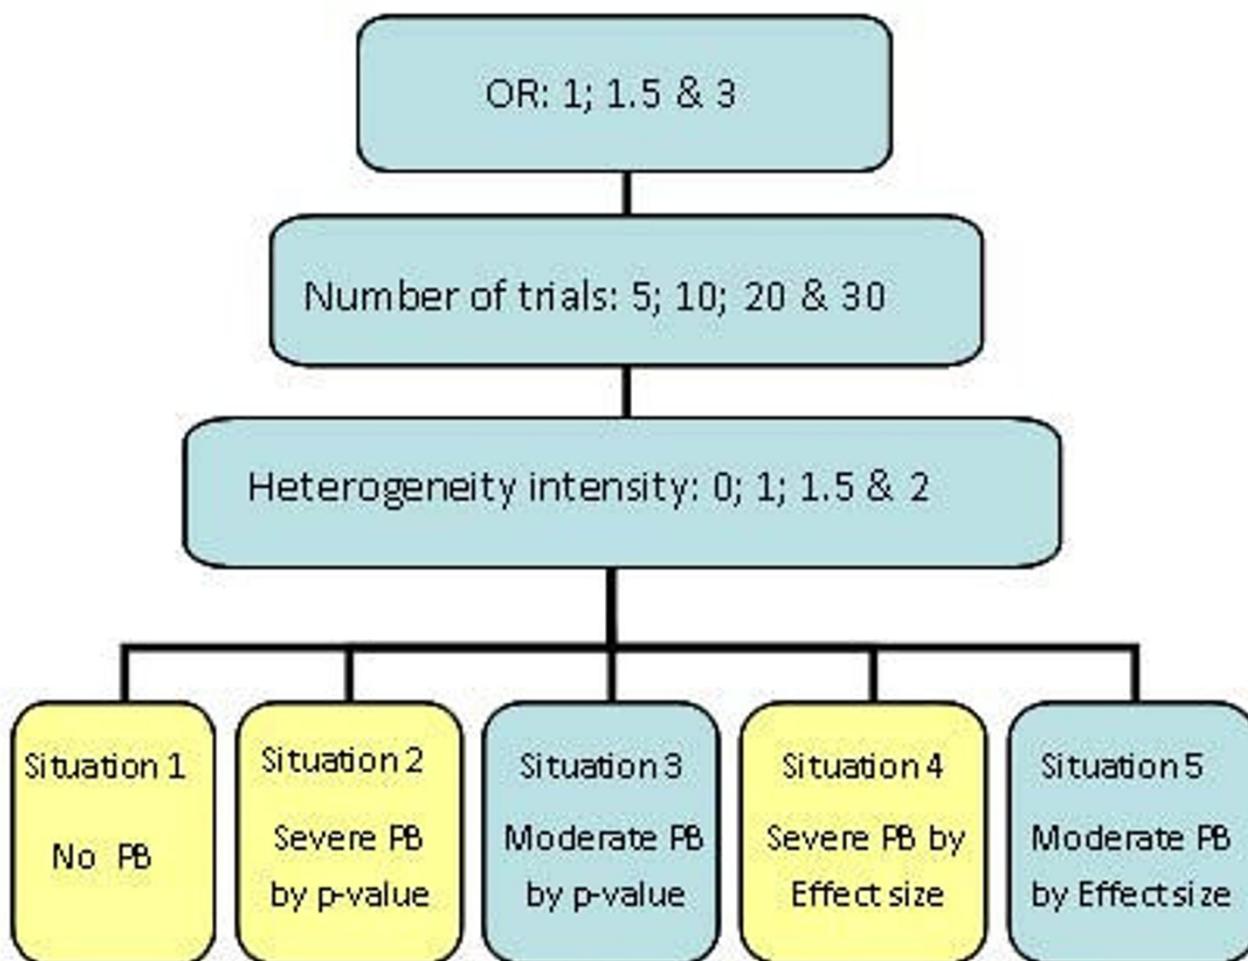 OR: 1; 1.5 & 3
Number of trials: 5; 10; 20 & 30
Heterogeneity intensity: 0; 1; 1.5 & 2
Situation 1
No PB
Situation 2
Severe PB
by p-value
Situation 3
Moderate PB
by p-value
Situation 4
Severe PB by
Effect size
Situation 5
Moderate PB
by Effect size